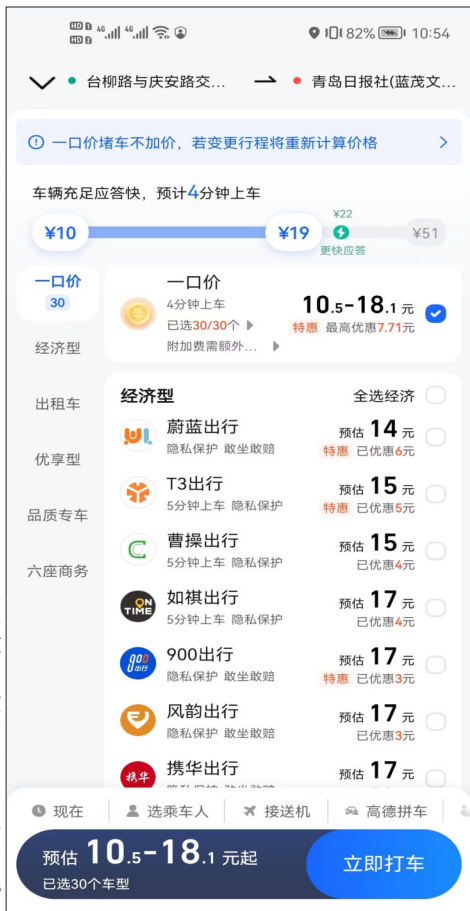 HD 1 46 46 82% 10:54
HD 2
台柳路与庆安路交... → 青岛日报社(蓝茂文...
一口价堵车不加价，若变更行程将重新计算价格 >
车辆充足应答快，预计4分钟上车
¥22
¥10 ¥19 ¥51
更快应答
一口价
30
经济型
出租车
优享型
品质专车
六座商务
一口价
4分钟上车 10.5-18.1 元
已选30/30个 特惠 最高优惠7.71元
附加费需额外...
经济型 全选经济
蔚蓝出行 预估 14 元
隐私保护 敢坐敢赔 特惠 已优惠6元
T3出行 预估 15 元
5分钟上车 隐私保护 特惠 已优惠5元
曹操出行 预估 15 元
5分钟上车 隐私保护 已优惠4元
ON TIME 如祺出行 预估 17 元
5分钟上车 隐私保护 已优惠4元
900 900出行 预估 17 元
隐私保护 敢坐敢赔 特惠 已优惠3元
风韵出行 预估 17 元
隐私保护 敢坐敢赔 已优惠3元
携华 携华出行 预估 17 元
现在 选乘车人 接送机 高德拼车
预估 10.5-18.1 元起 立即打车
已选30个车型